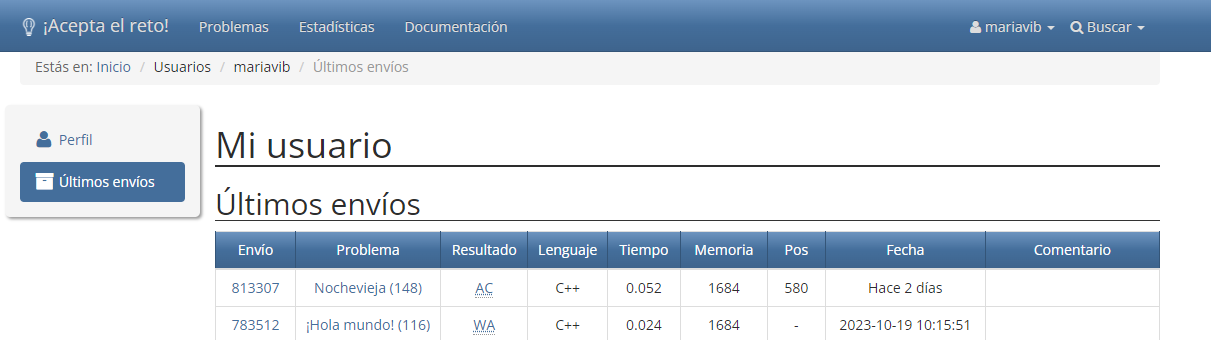 ¡Acepta el reto! Problemas Estadísticas Documentación mariavib Buscar
Estás en: Inicio / Usuarios / mariavib / Últimos envíos
Perfil
Últimos envíos
Mi usuario
Últimos envíos
Envío Problema Resultado Lenguaje Tiempo Memoria Pos Fecha Comentario
813307 Nochevieja (148) AC C++ 0.052 1684 580 Hace 2 días
783512 ¡Hola mundo! (116) WA C++ 0.024 1684 - 2023-10-19 10:15:51